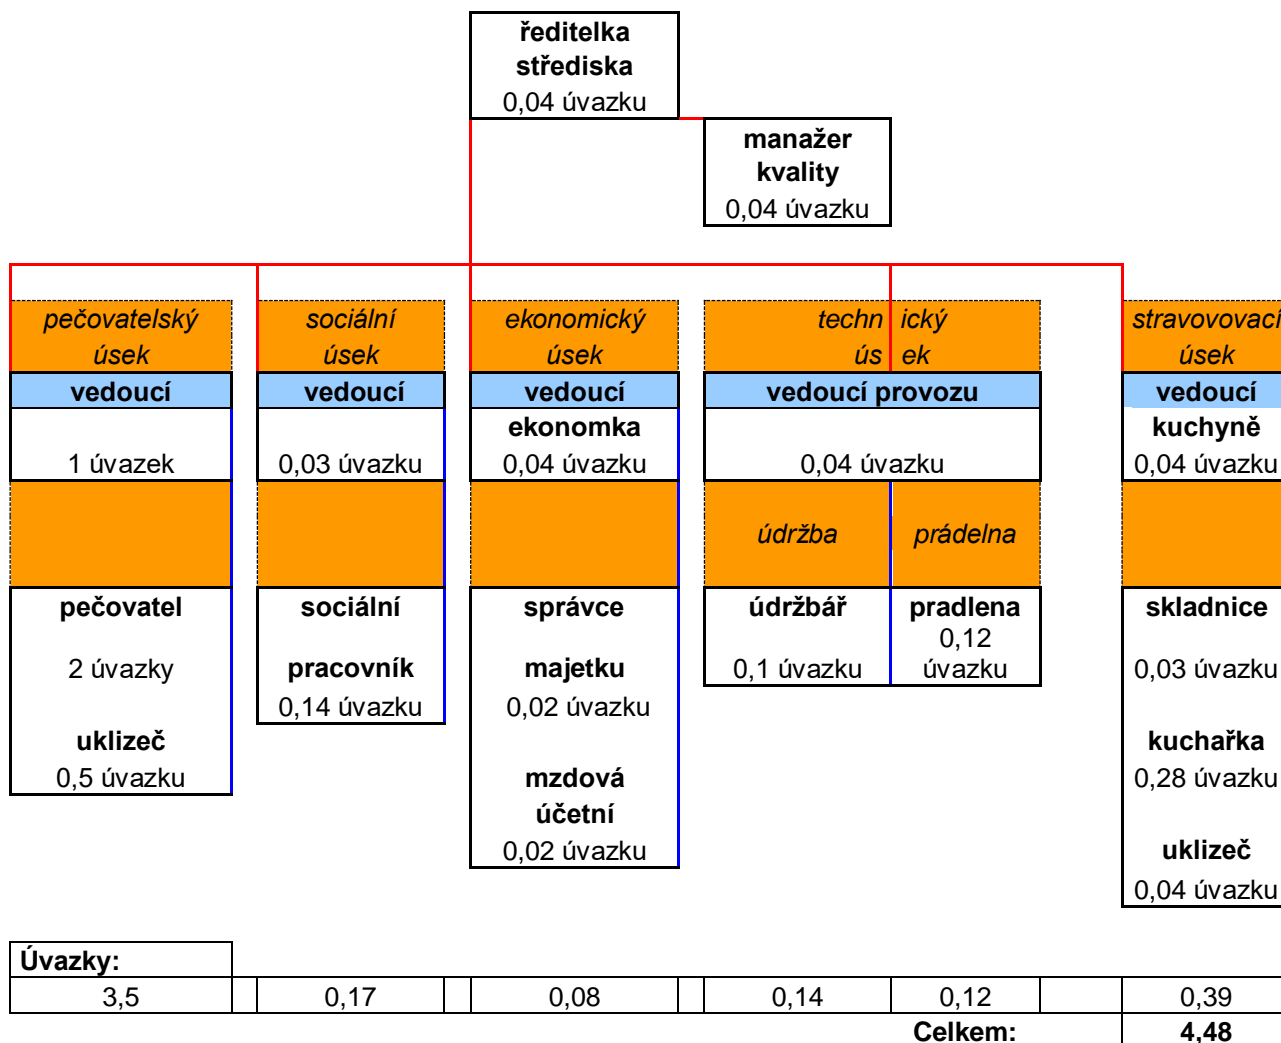 ředitelka
střediska
0,04 úvazku
manažer
kvality
0,04 úvazku
pečovatelský
úsek
vedoucí
1 úvazek
pečovatel
2 úvazky
uklizeč
0,5 úvazku
sociální
úsek
vedoucí
0,03 úvazku
sociální
pracovník
0,14 úvazku
ekonomický
úsek
vedoucí
ekonomka
0,04 úvazku
správce
majetku
0,02 úvazku
mzdová
účetní
0,02 úvazku
technický
úsek
vedoucí provozu
0,04 úvazku
údržba
údržbář
0,1 úvazku
prádelna
pradlena
0,12
úvazku
stravovovací
úsek
vedoucí
kuchyně
0,04 úvazku
skladnice
0,03 úvazku
kuchařka
0,28 úvazku
uklizeč
0,04 úvazku
Úvazky:
3,5 0,17 0,08 0,14 0,12 0,39
Celkem: 4,48